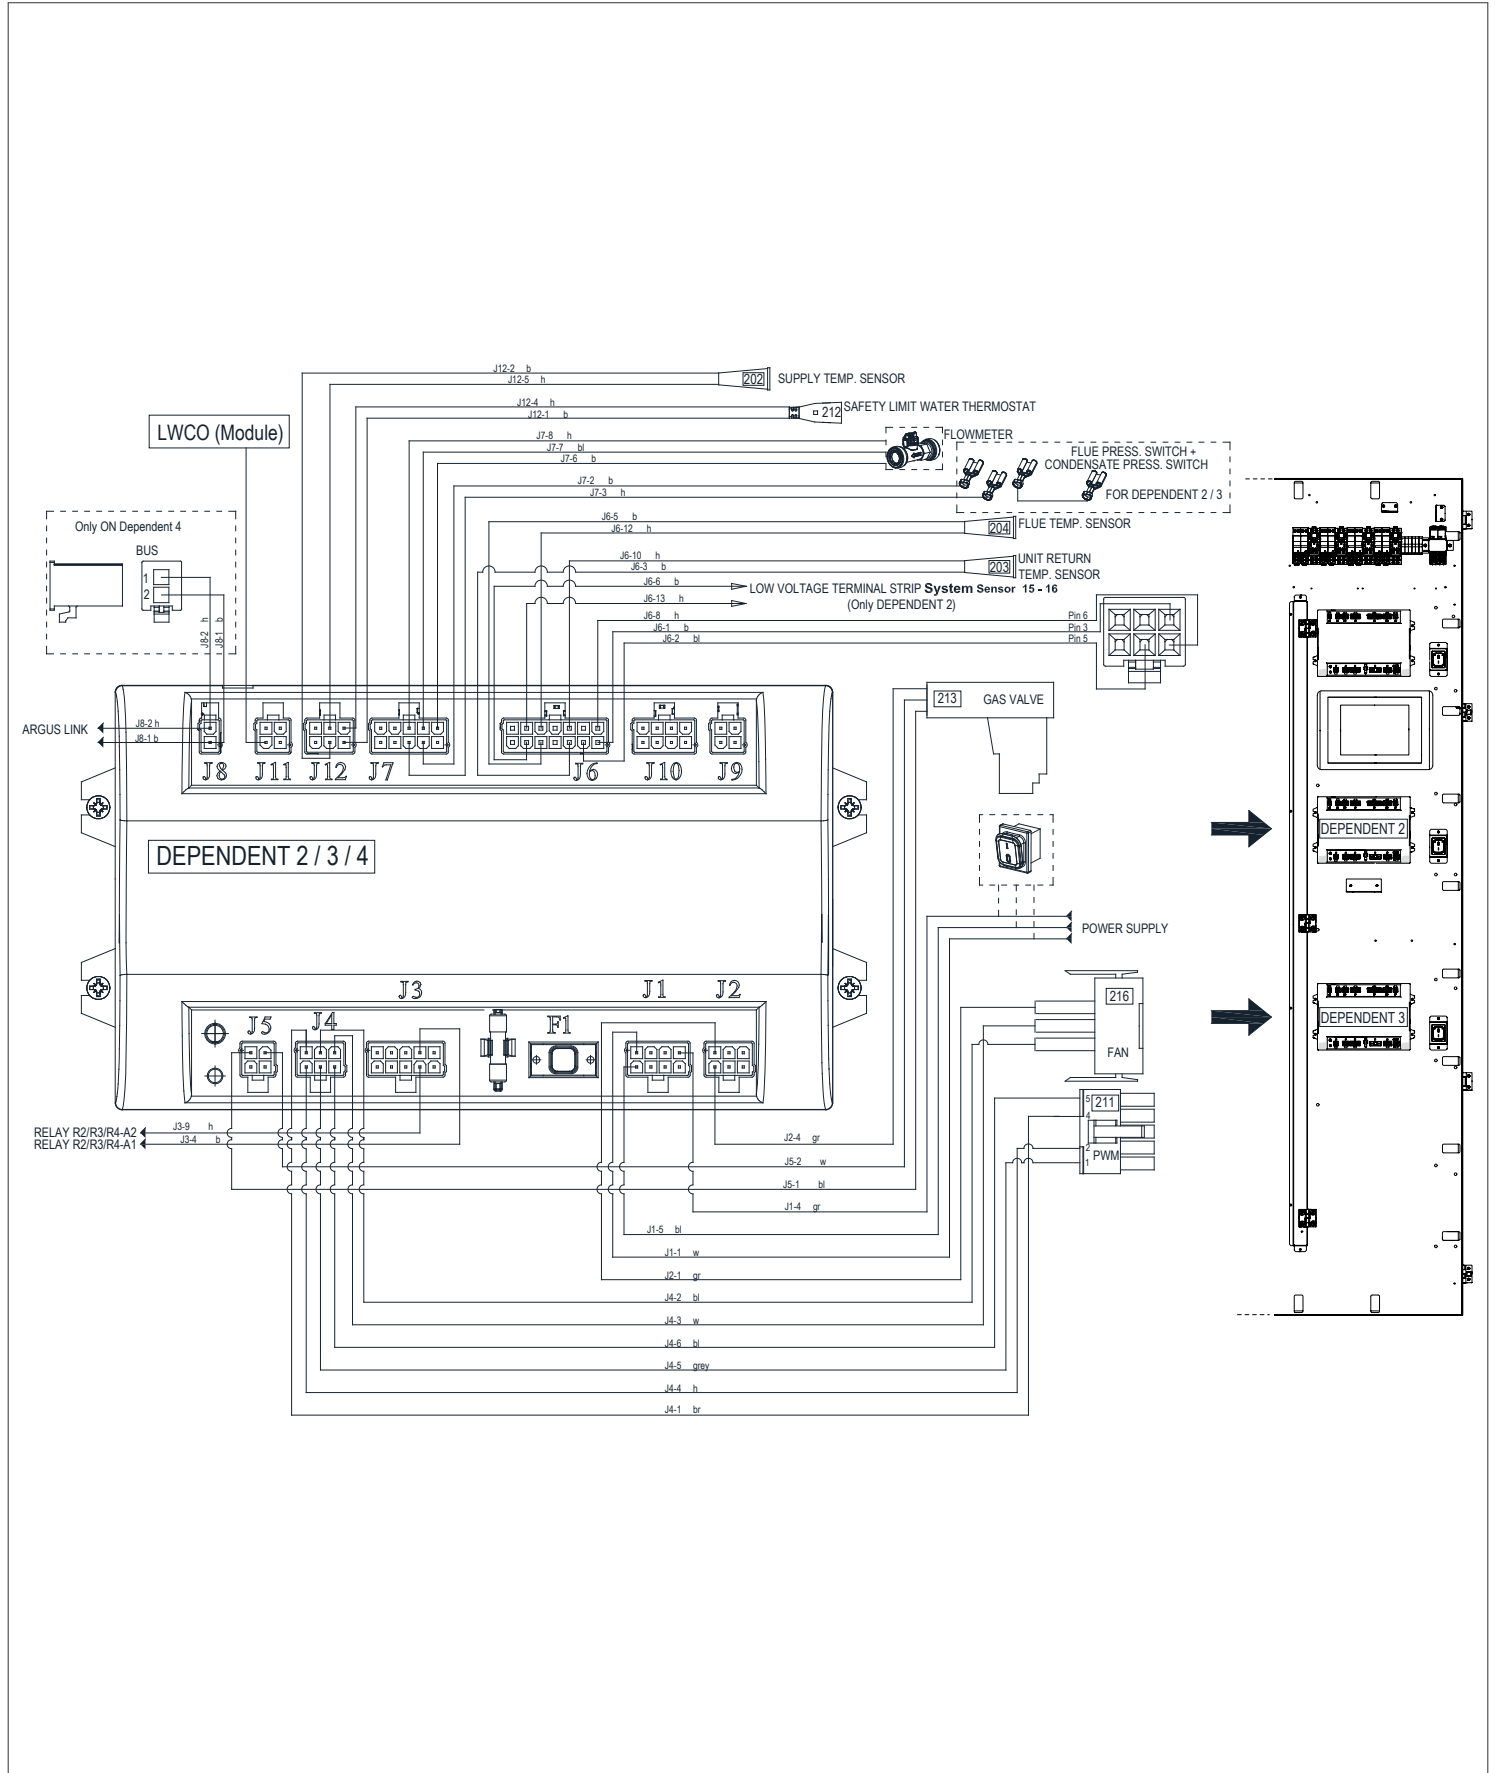 J12-2 b
J12-5 h
202 SUPPLY TEMP. SENSOR
J12-4 h
J12-1 b
212 SAFETY LIMIT WATER THERMOSTAT
LWCO (Module)
J7-8 h
J7-7 bl
J7-6 b
FLOWMETER
FLUE PRESS. SWITCH +
CONDENSATE PRESS. SWITCH
J7-2 b
J7-3 h
FOR DEPENDENT 2 / 3
J6-5 b
J6-12 h
204 FLUE TEMP. SENSOR
Only ON Dependent 4
BUS
1
2
J8-2 h
J8-1 b
J6-10 h
J6-3 b
203 UNIT RETURN
TEMP. SENSOR
J6-6 b
LOW VOLTAGE TERMINAL STRIP System Sensor 15 - 16
J6-13 h
(Only DEPENDENT 2)
J6-8 h
Pin 6
J6-1 b
Pin 3
J6-2 bl
Pin 5
213 GAS VALVE
ARGUS LINK
J8-2 h
J8-1 b
J8 J11 J12 J7 J6 J10 J9
DEPENDENT 2 / 3 / 4
DEPENDENT 2
POWER SUPPLY
J3 J1 J2
J5 J4 F1
216
FAN
DEPENDENT 3
5
211
4
2
PWM
1
RELAY R2/R3/R4-A2
J3-9 h
RELAY R2/R3/R4-A1
J3-4 b
J2-4 gr
J5-2 w
J5-1 bl
J1-4 gr
J1-5 bl
J1-1 w
J2-1 gr
J4-2 bl
J4-3 w
J4-6 bl
J4-5 grey
J4-4 h
J4-1 br